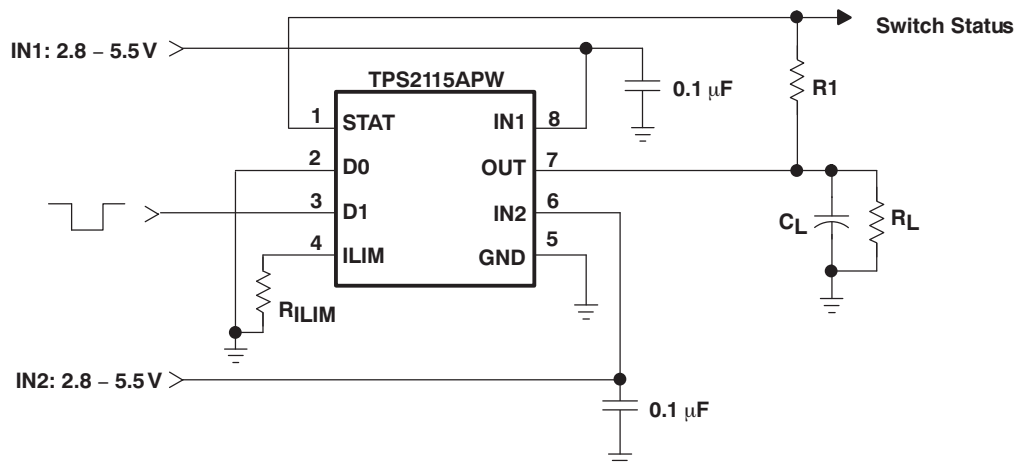 Switch Status
IN1: 2.8 – 5.5 V
TPS2115APW
0.1 μF
R1
1 STAT IN1 8
2 D0 OUT 7
3 D1 IN2 6
4 ILIM GND 5
CL RL
RILIM
IN2: 2.8 – 5.5 V
0.1 μF